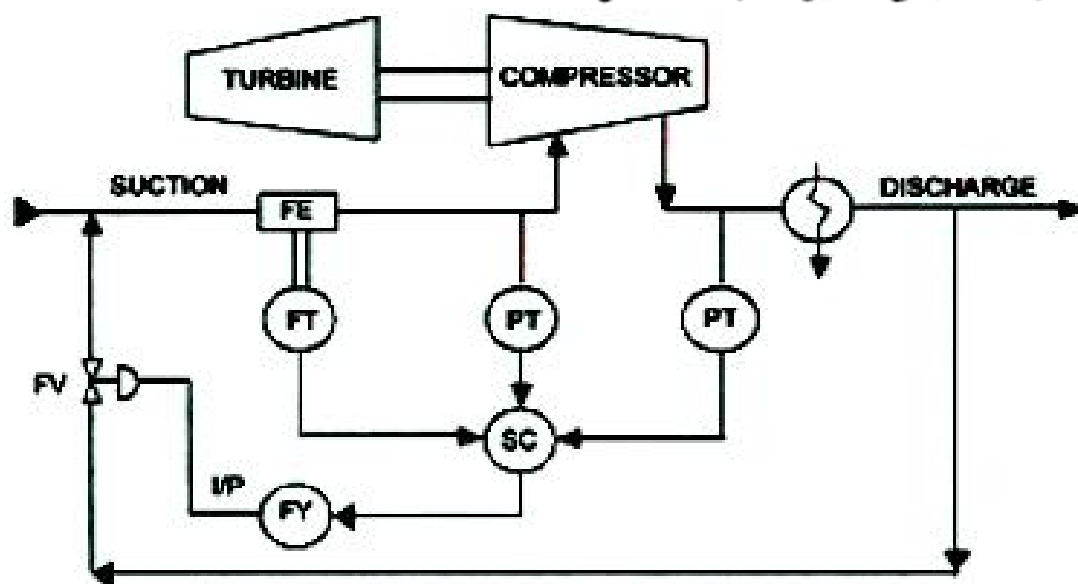 TURBINE
COMPRESSOR
SUCTION
FE
DISCHARGE
FT
PT
PT
FV
SC
I/P
FY